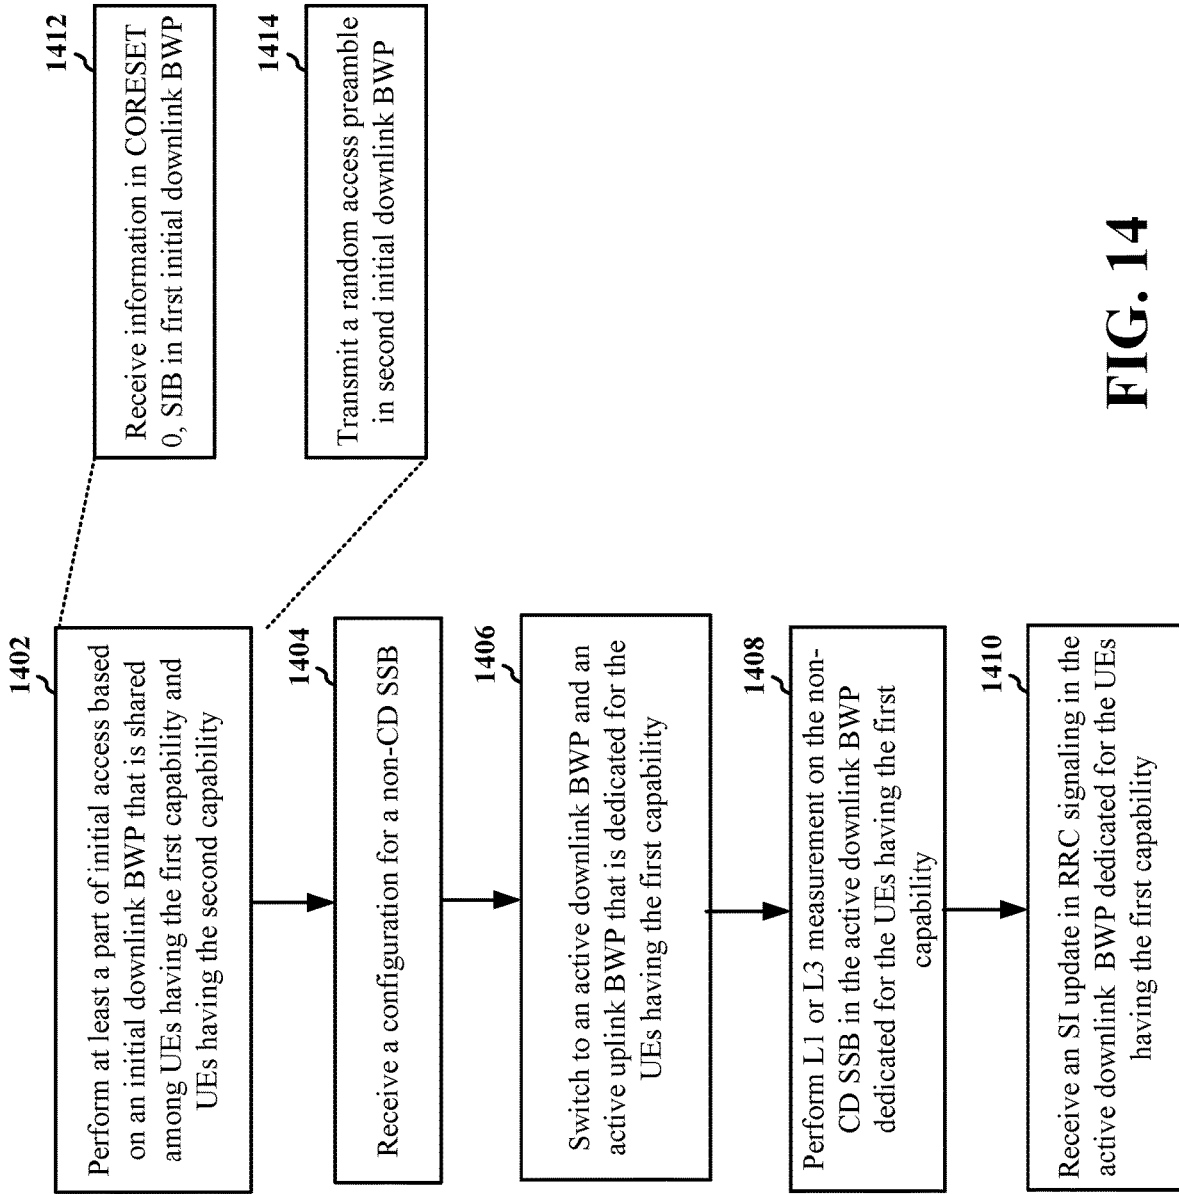 1402
Perform at least a part of initial access based
on an initial downlink BWP that is shared
among UEs having the first capability and
UEs having the second capability
1404
Receive a configuration for a non-CD SSB
1406
Switch to an active downlink BWP and an
active uplink BWP that is dedicated for the
UEs having the first capability
1408
Perform L1 or L3 measurement on the non-
CD SSB in the active downlink BWP
dedicated for the UEs having the first
capability
1410
Receive an SI update in RRC signaling in the
active downlink BWP dedicated for the UEs
having the first capability
1412
Receive information in CORESET
0, SIB in first initial downlink BWP
1414
Transmit a random access preamble
in second initial downlink BWP
FIG. 14